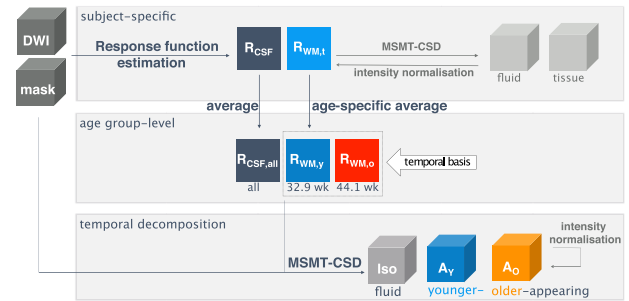 subject-specific
DWI
mask
Response function
estimation
R_CSF
R_WM,t
MSMT-CSD
intensity normalisation
fluid
tissue
average
age-specific average
age group-level
R_CSF,all
R_WM,y
R_WM,o
temporal basis
all
32.9 wk
44.1 wk
temporal decomposition
intensity
normalisation
MSMT-CSD
Iso
A_Y
A_O
fluid
younger-
older-appearing